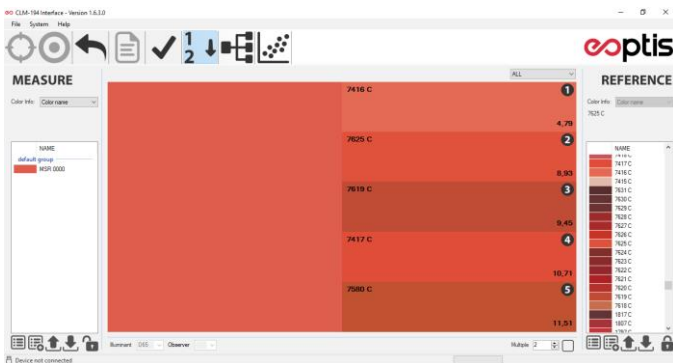 CLM-194 Interface - Version 1.6.3.0
File System Help
1
2
eoptis
MEASURE
Color Info: Color name
NAME
default group
MSR 0000
ALL
7416 C 1
4,79
7625 C 2
8,93
7619 C 3
9,45
7417 C 4
10,71
7580 C 5
11,51
Illuminant D65 Observer
Multiple 2
REFERENCE
Color Info: Color name
7625 C
NAME
7417 C
7416 C
7415 C
7631 C
7630 C
7629 C
7628 C
7627 C
7626 C
7625 C
7624 C
7623 C
7622 C
7621 C
7620 C
7619 C
7618 C
1817 C
1807 C
Device not connected